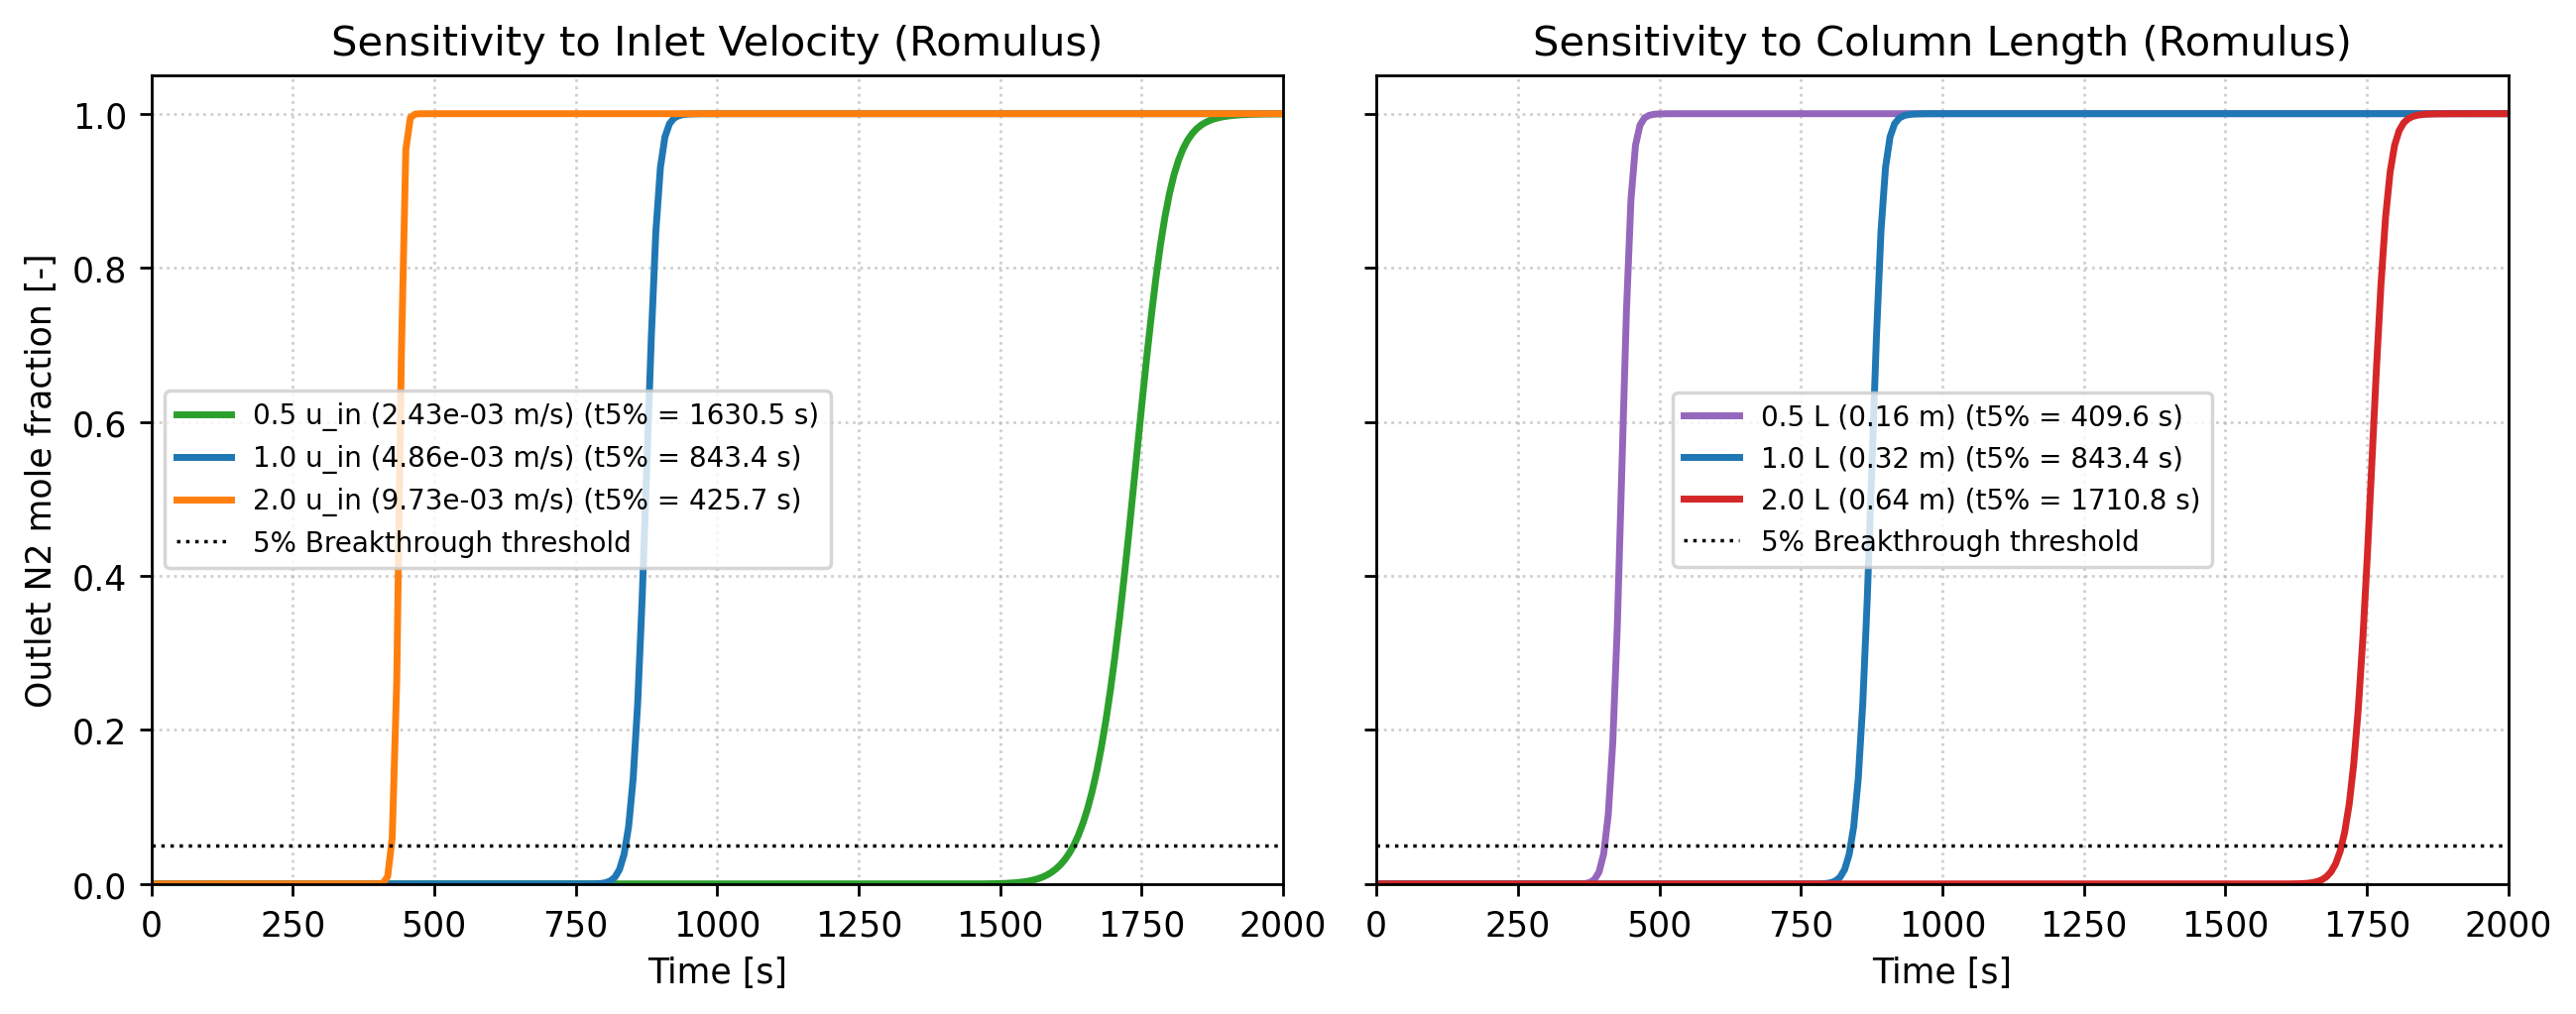 Sensitivity to Inlet Velocity (Romulus)
Outlet N2 mole fraction [-]
1.0
0.8
0.6
0.4
0.2
0.0
0.5 u_in (2.43e-03 m/s) (t5% = 1630.5 s)
1.0 u_in (4.86e-03 m/s) (t5% = 843.4 s)
2.0 u_in (9.73e-03 m/s) (t5% = 425.7 s)
5% Breakthrough threshold
0 250 500 750 1000 1250 1500 1750 2000
Time [s]
Sensitivity to Column Length (Romulus)
0.5 L (0.16 m) (t5% = 409.6 s)
1.0 L (0.32 m) (t5% = 843.4 s)
2.0 L (0.64 m) (t5% = 1710.8 s)
5% Breakthrough threshold
0 250 500 750 1000 1250 1500 1750 2000
Time [s]